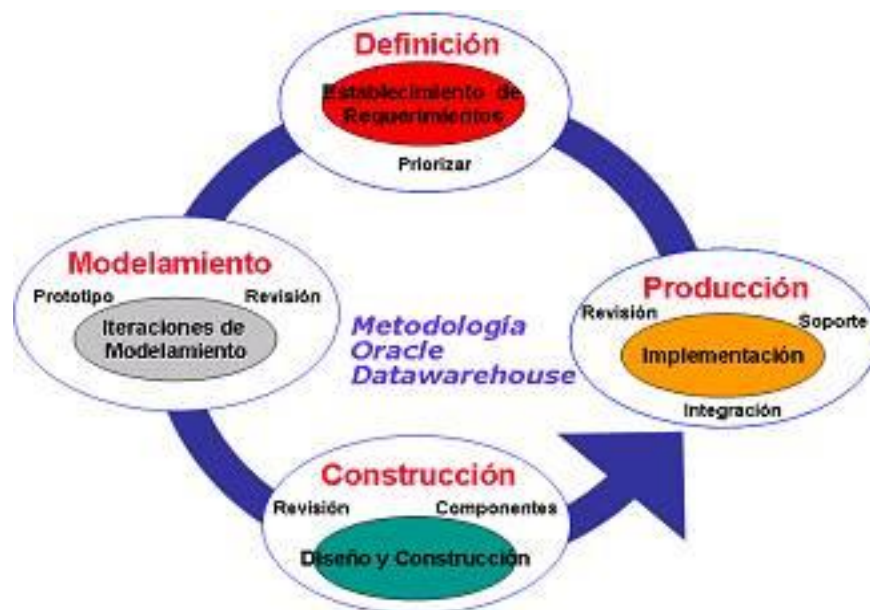 Definición
Establecimiento de
Requerimientos
Priorizar
Modelamiento
Prototipo
Revisión
Iteraciones de
Modelamiento
Metodología
Oracle
Datawarehouse
Producción
Revisión
Soporte
Implementación
Integración
Construcción
Revisión
Componentes
Diseño y Construcción